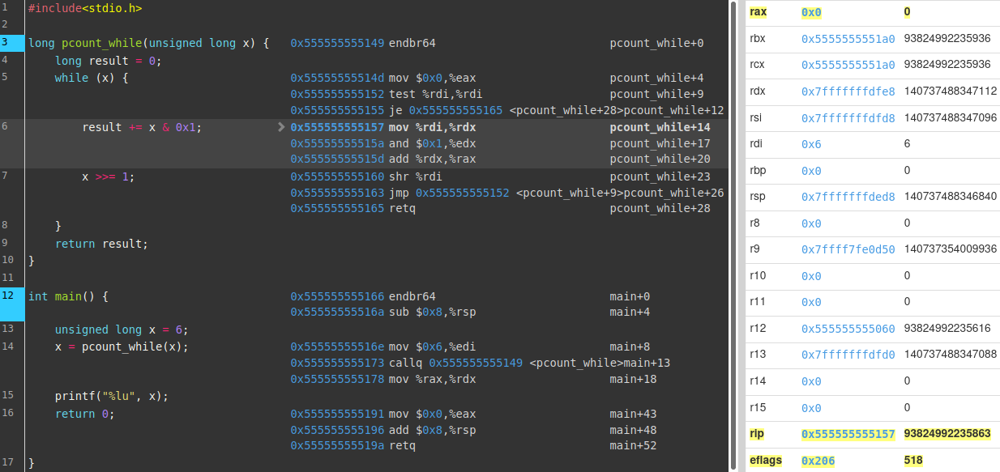 1 #include<stdio.h>
2
3 long pcount_while(unsigned long x) { 0x555555555149 endbr64 pcount_while+0
4 long result = 0;
5 while (x) { 0x55555555514d mov $0x0,%eax pcount_while+4
0x555555555152 test %rdi,%rdi pcount_while+9
0x555555555155 je 0x555555555165 <pcount_while+28>pcount_while+12
6 result += x & 0x1; 0x555555555157 mov %rdi,%rdx pcount_while+14
0x55555555515a and $0x1,%edx pcount_while+17
0x55555555515d add %rdx,%rax pcount_while+20
7 x >>= 1; 0x555555555160 shr %rdi pcount_while+23
0x555555555163 jmp 0x555555555152 <pcount_while+9>pcount_while+26
0x555555555165 retq pcount_while+28
8 }
9 return result;
10 }
11
12 int main() { 0x555555555166 endbr64 main+0
0x55555555516a sub $0x8,%rsp main+4
13 unsigned long x = 6;
14 x = pcount_while(x); 0x55555555516e mov $0x6,%edi main+8
0x555555555173 callq 0x555555555149 <pcount_while>main+13
0x555555555178 mov %rax,%rdx main+18
15 printf("%lu", x);
16 return 0; 0x555555555191 mov $0x0,%eax main+43
0x555555555196 add $0x8,%rsp main+48
0x55555555519a retq main+52
17 }
rax 0x0 0
rbx 0x5555555551a0 93824992235936
rcx 0x5555555551a0 93824992235936
rdx 0x7fffffffdfe8 140737488347112
rsi 0x7fffffffdfd8 140737488347096
rdi 0x6 6
rbp 0x0 0
rsp 0x7fffffffded8 140737488346840
r8 0x0 0
r9 0x7ffff7fe0d50 140737354009936
r10 0x0 0
r11 0x0 0
r12 0x555555555060 93824992235616
r13 0x7fffffffdfd0 140737488347088
r14 0x0 0
r15 0x0 0
rip 0x555555555157 93824992235863
eflags 0x206 518